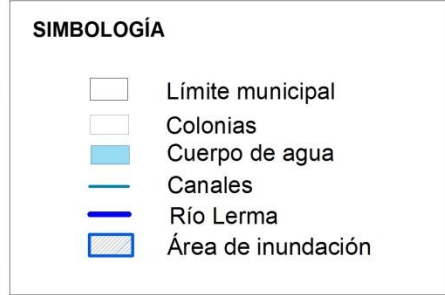 SIMBOLOGÍA
Límite municipal
Colonias
Cuerpo de agua
Canales
Río Lerma
Área de inundación